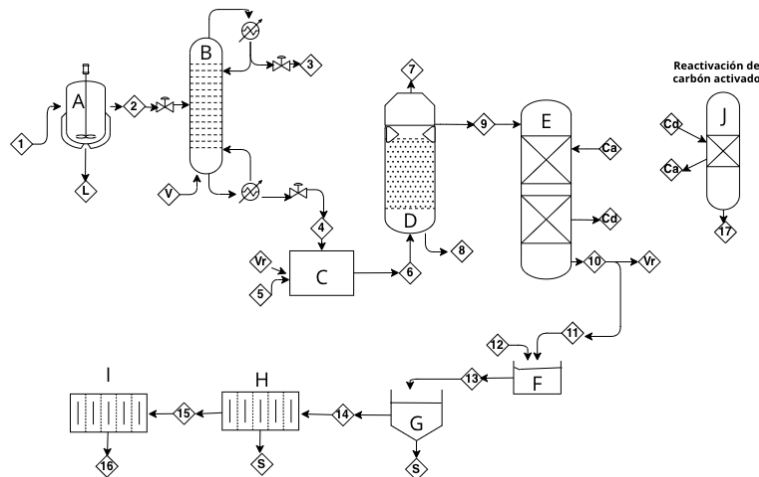 B
3
7
Reactivación de
carbón activado
A
2
1
L
V
9
E
Ca
Cd
J
Cd
Ca
17
D
4
8
Vr
5
C
6
10
Vr
12
11
F
13
I
H
G
15
14
16
S
S